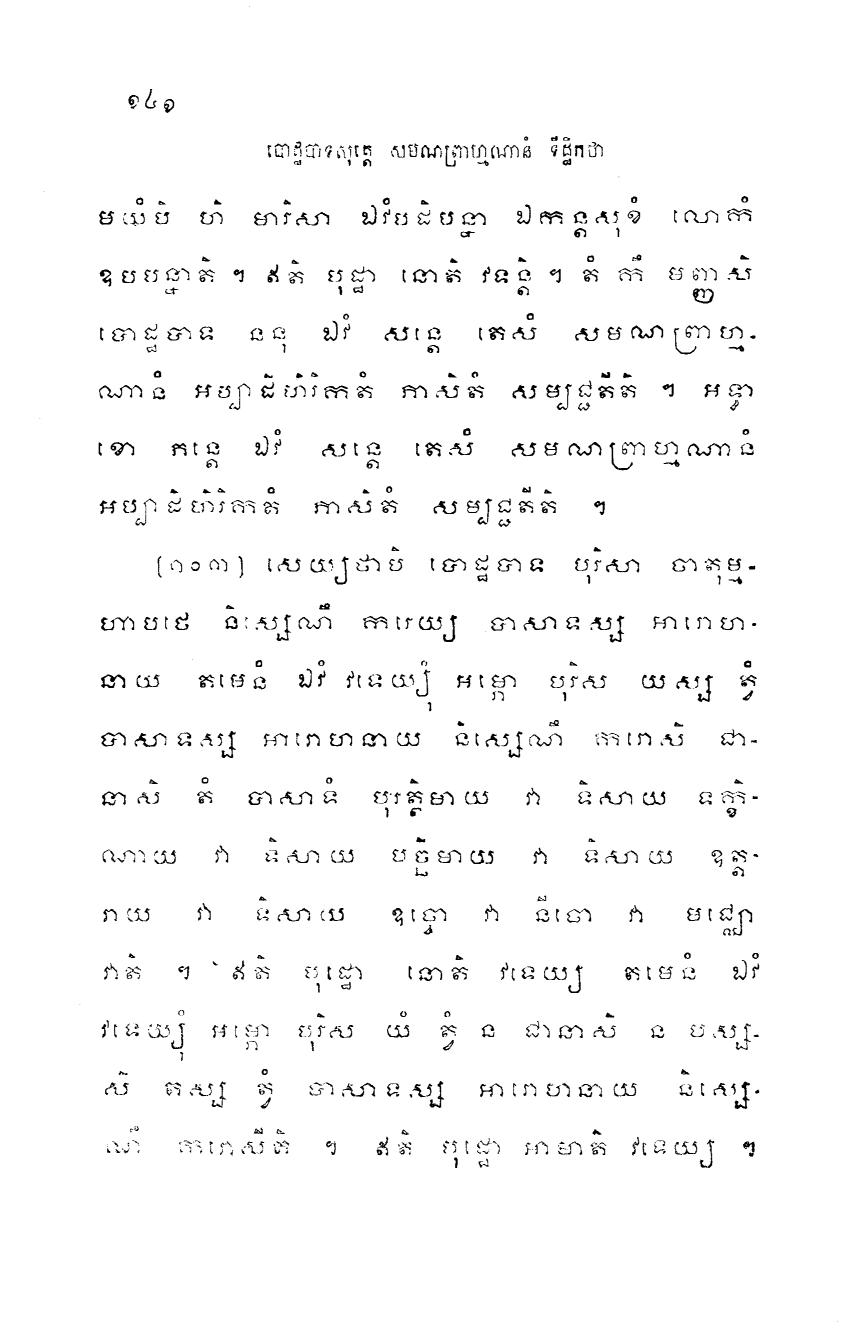 ១៤១
បោដ្ឋបាទសុត្តេ សមណព្រាហ្មណានំ ទិដ្ឋិកថា
មយំបិ ហិ មារិសា ឯវំបដិបន្នា ឯកន្តសុខំ លោកំ
ឧបបន្នាតិ ។ ឥតិ បុដ្ឋា នោតិ វទន្តិ ។ តំ កឹ មញ្ញសិ
បោដ្ឋបាទ ននុ ឯវំ សន្តេ តេសំ សមណព្រាហ្ម-
ណានំ អប្បាដិហិរិកតំ ភាសិតំ សម្បជ្ជតីតិ ។ អទ្ធា
ខោ ភន្តេ ឯវំ សន្តេ តេសំ សមណព្រាហ្មណានំ
អប្បាដិហិរិកតំ ភាសិតំ សម្បជ្ជតីតិ ។
(១០៣) សេយ្យថាបិ បោដ្ឋបាទ បុរិសោ ចាតុម្ម-
ហាបថេ និស្សេណឹ ករេយ្យ បាសាទស្ស អារោហ-
នាយ តមេនំ ឯវំ វទេយ្យុំ អម្ភោ បុរិស យស្ស ត្វំ
បាសាទស្ស អារោហនាយ និស្សេណឹ ករោសិ ជា-
នាសិ តំ បាសាទំ បុរត្ថិមាយ វា ទិសាយ ទក្ខិ-
ណាយ វា ទិសាយ បច្ឆិមាយ វា ទិសាយ ឧត្ត-
រាយ វា ទិសាយ ឧច្ចោ វា នីចោ វា មជ្ឈោ
វាតិ ។ ឥតិ បុដ្ឋោ នោតិ វទេយ្យ តមេនំ ឯវំ
វទេយ្យុំ អម្ភោ បុរិស យំ ត្វំ ន ជានាសិ ន បស្ស-
សិ តស្ស ត្វំ បាសាទស្ស អារោហនាយ និស្សេ-
ណឹ ករោសីតិ ។ ឥតិ បុដ្ឋោ អាមាតិ វទេយ្យ ។